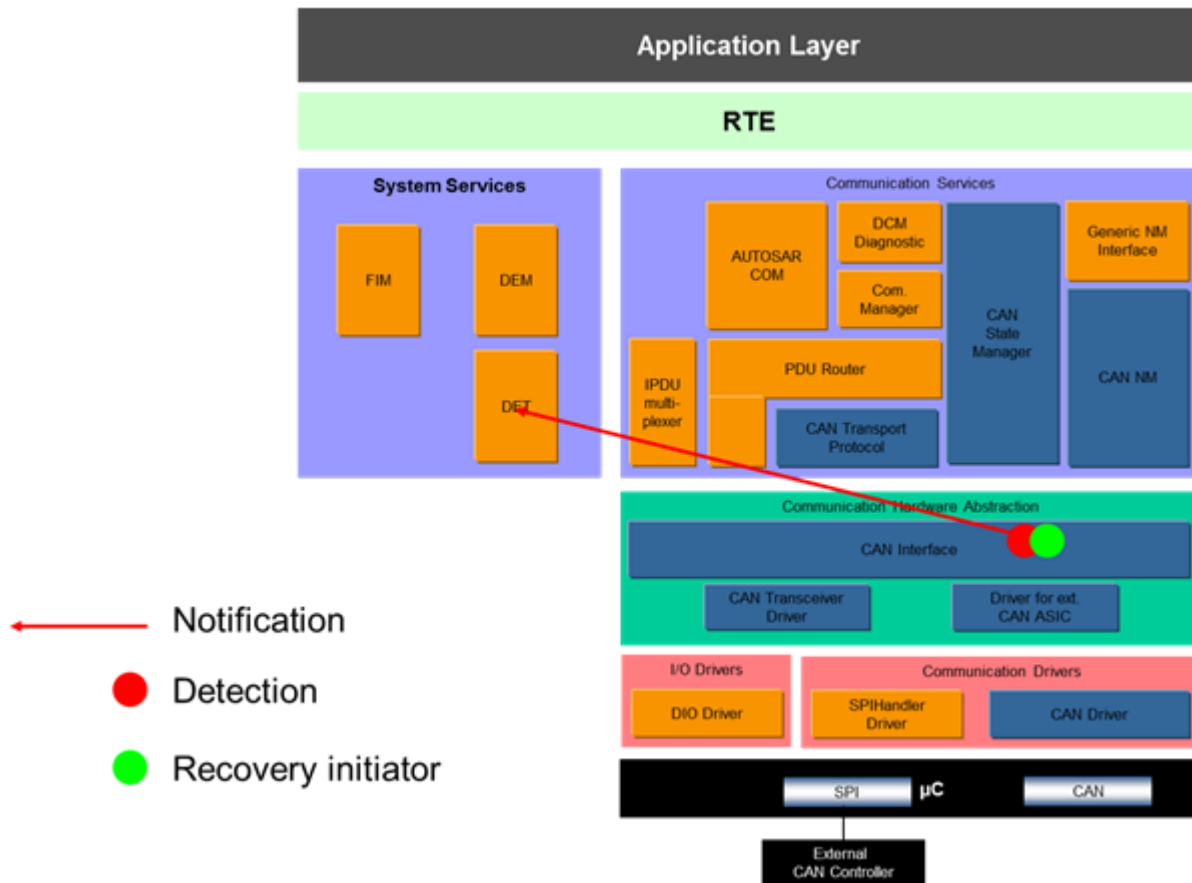 Application Layer
RTE
System Services
FIM
DEM
DET
Communication Services
AUTOSAR
COM
DCM
Diagnostic
Com.
Manager
CAN
State
Manager
Generic NM
Interface
CAN NM
IPDU
multi-
plexer
PDU Router
CAN Transport
Protocol
Communication Hardware Abstraction
CAN Interface
CAN Transceiver
Driver
Driver for ext.
CAN ASIC
I/O Drivers
DIO Driver
Communication Drivers
SPIHandler
Driver
CAN Driver
SPI
µC
CAN
External
CAN Controller
Notification
Detection
Recovery initiator